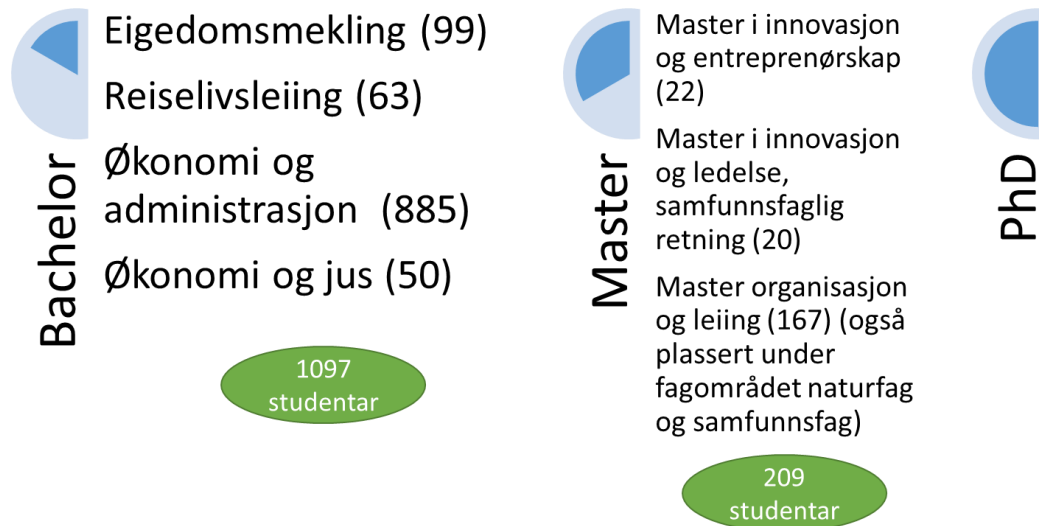 Bachelor
Eigedomsmekling (99)
Reiselivsleiing (63)
Økonomi og
administrasjon (885)
Økonomi og jus (50)
1097
studentar
Master
Master i innovasjon
og entreprenørskap
(22)
Master i innovasjon
og ledelse,
samfunnsfaglig
retning (20)
Master organisasjon
og leiing (167) (også
plassert under
fagområdet naturfag
og samfunnsfag)
209
studentar
PhD